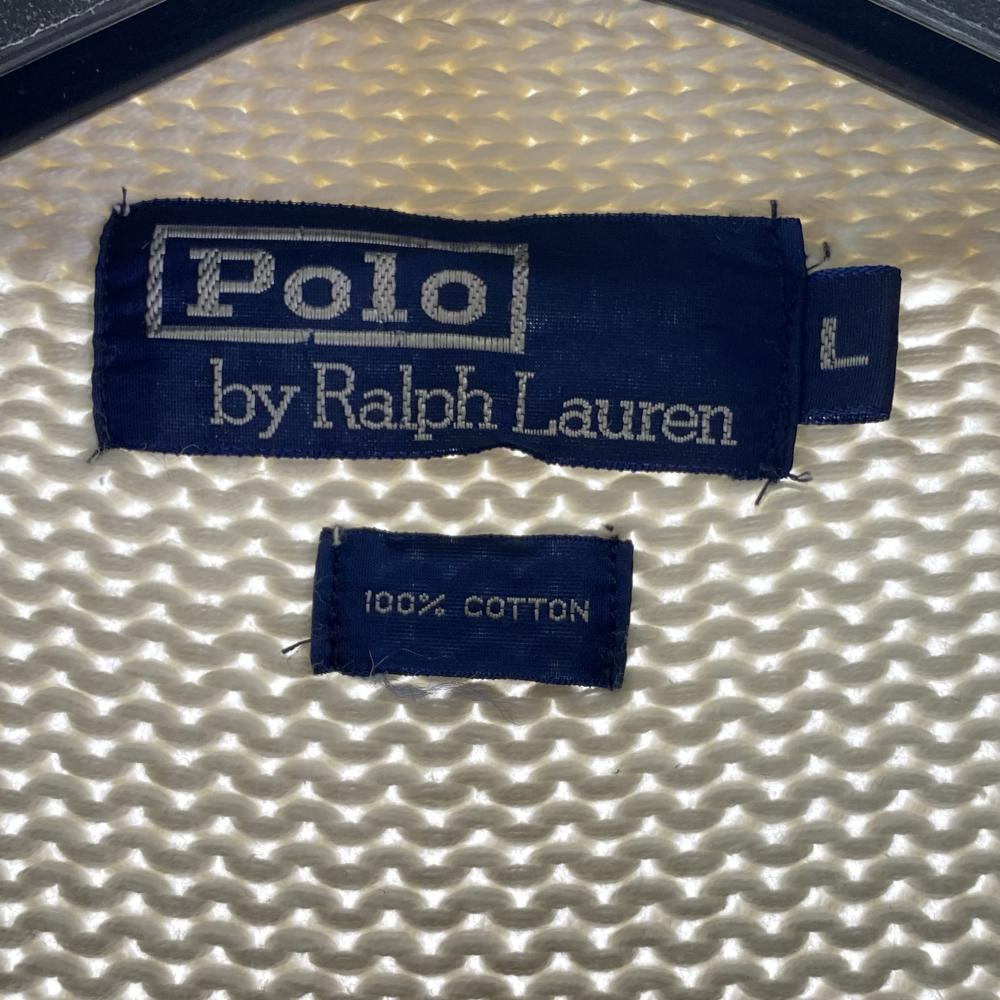 Polo
by Ralph Lauren
L
100% COTTON